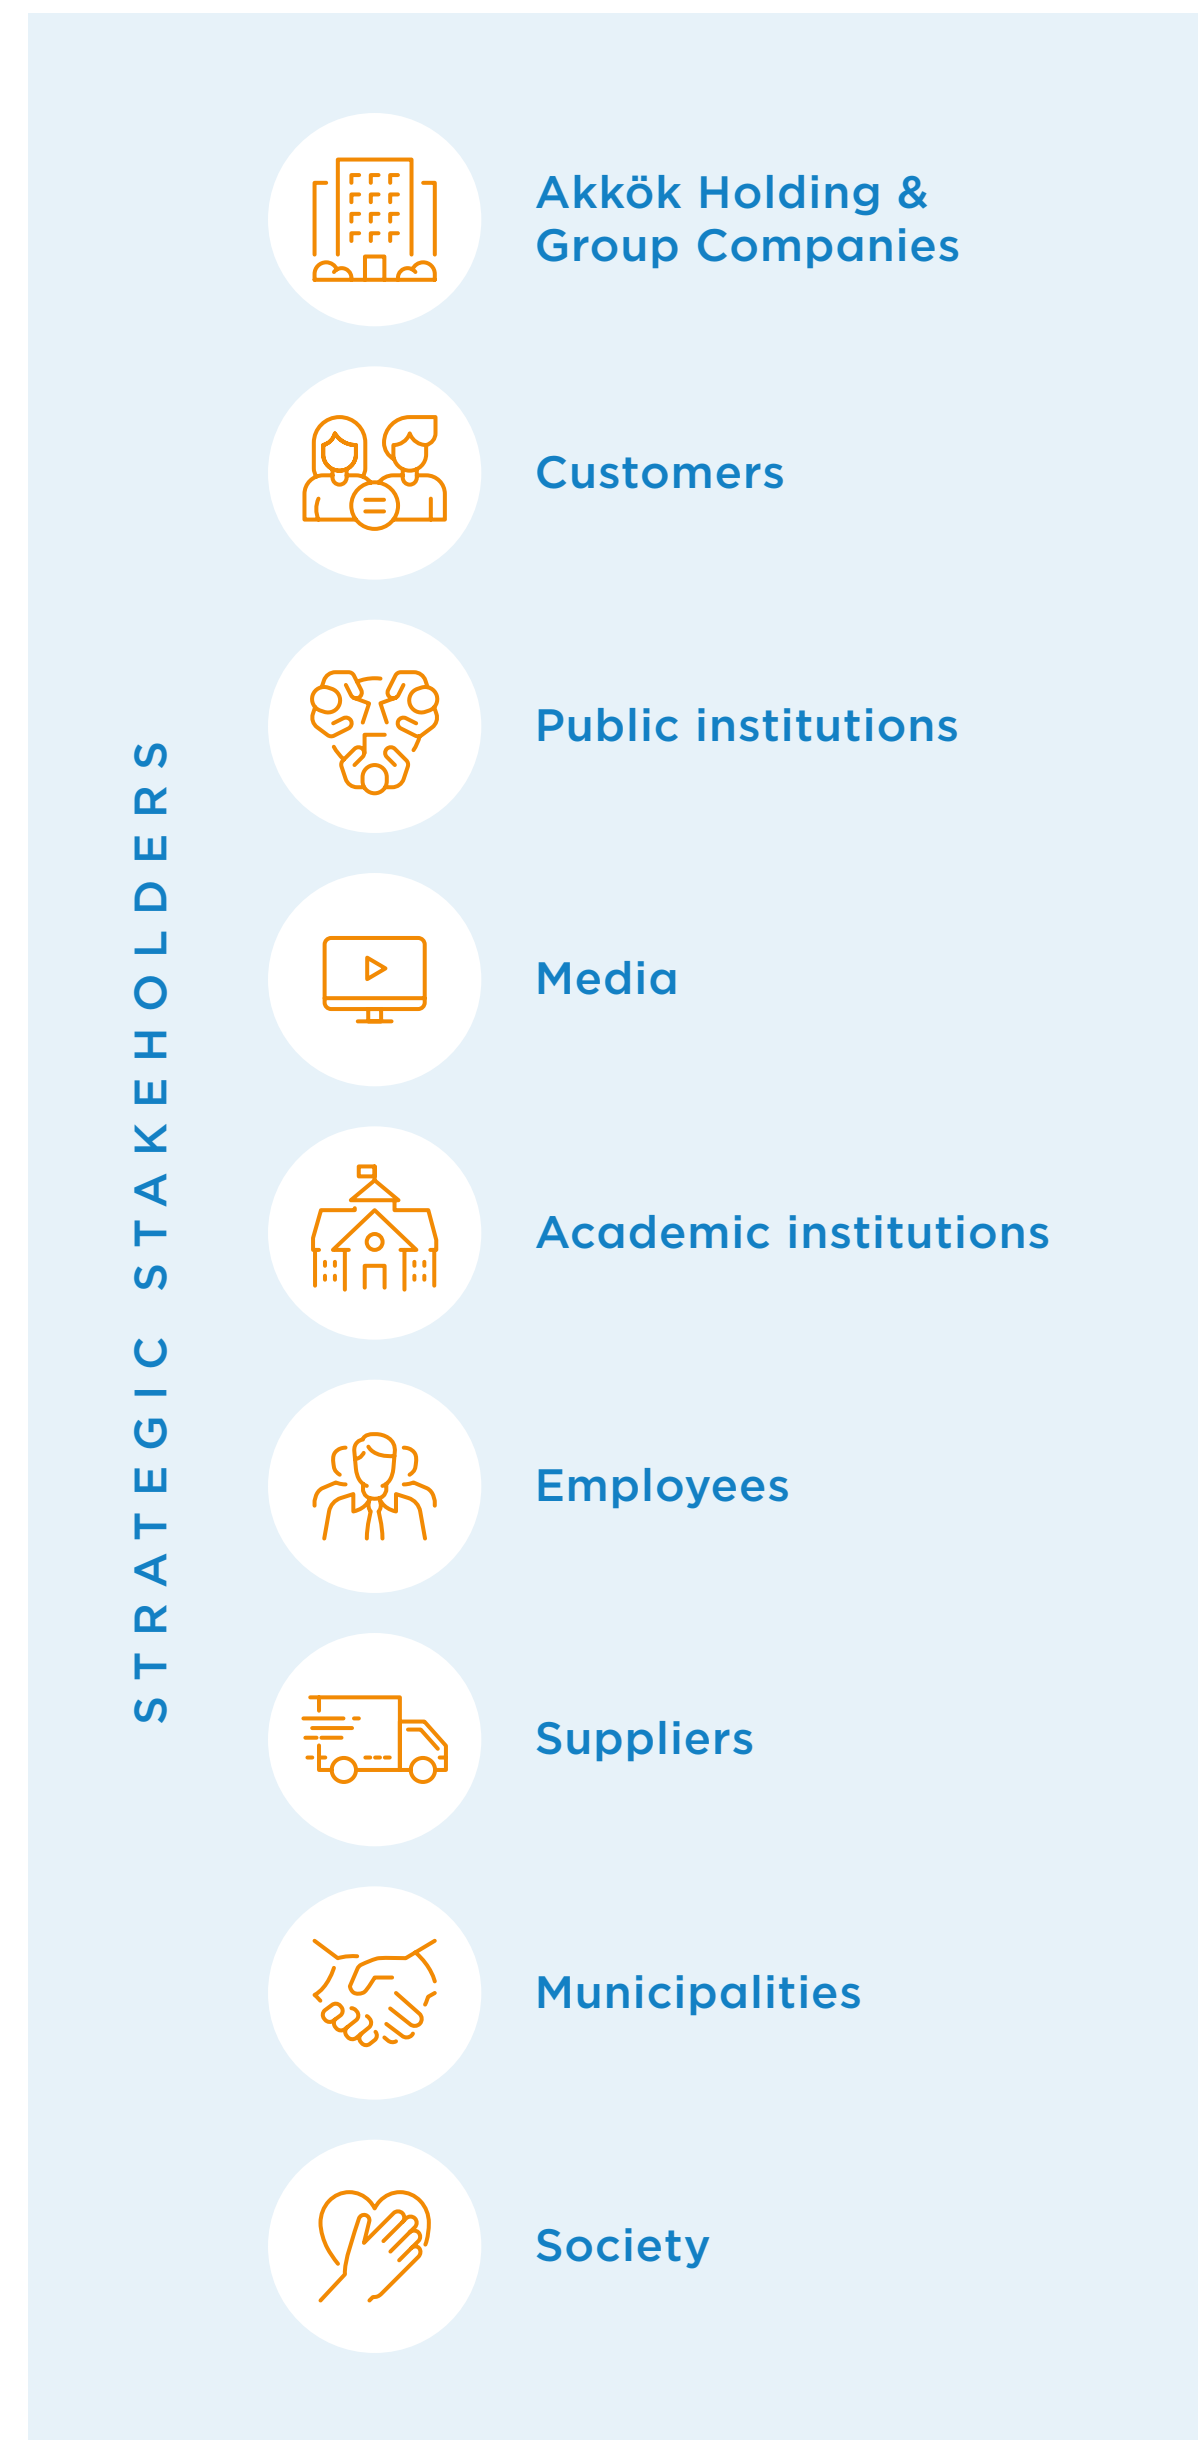 STRATEGIC STAKEHOLDERS
Akkök Holding &
Group Companies
Customers
Public institutions
Media
Academic institutions
Employees
Suppliers
Municipalities
Society